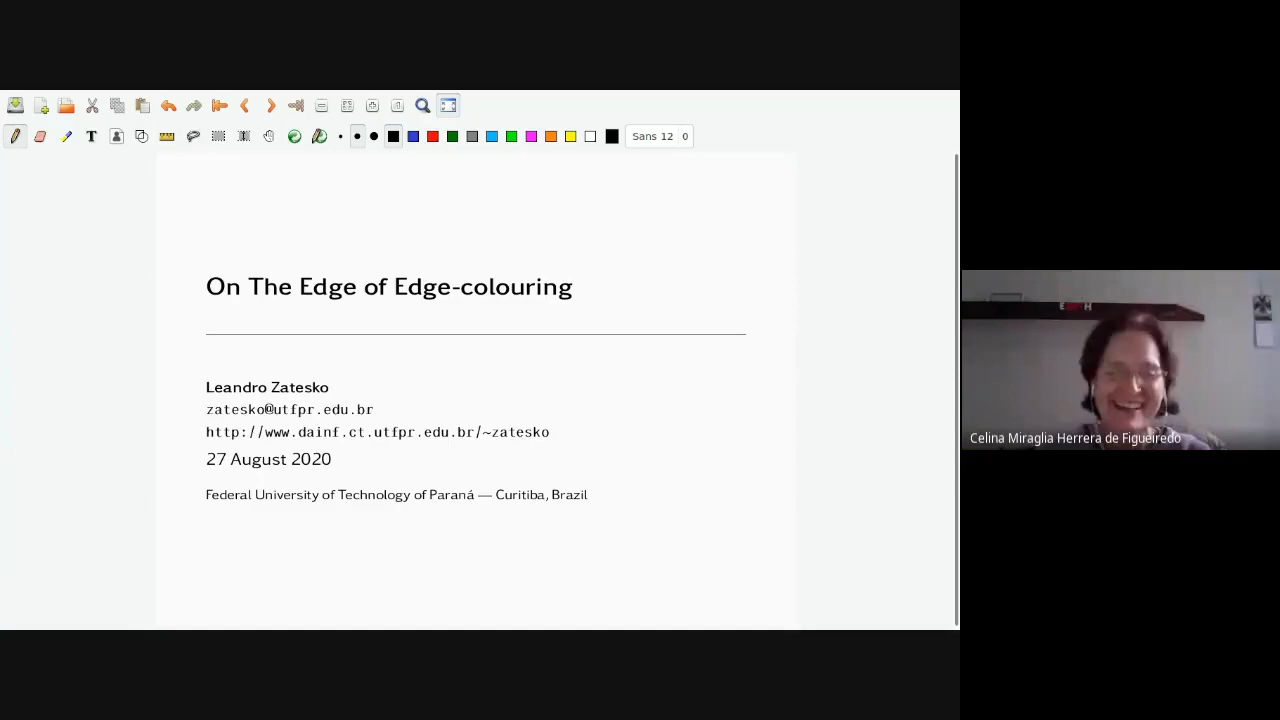 Sans 12 0
On The Edge of Edge-colouring
Leandro Zatesko
zatesko@utfpr.edu.br
http://www.dainf.ct.utfpr.edu.br/~zatesko
27 August 2020
Federal University of Technology of Paraná — Curitiba, Brazil
Celina Miraglia Herrera de Figueiredo